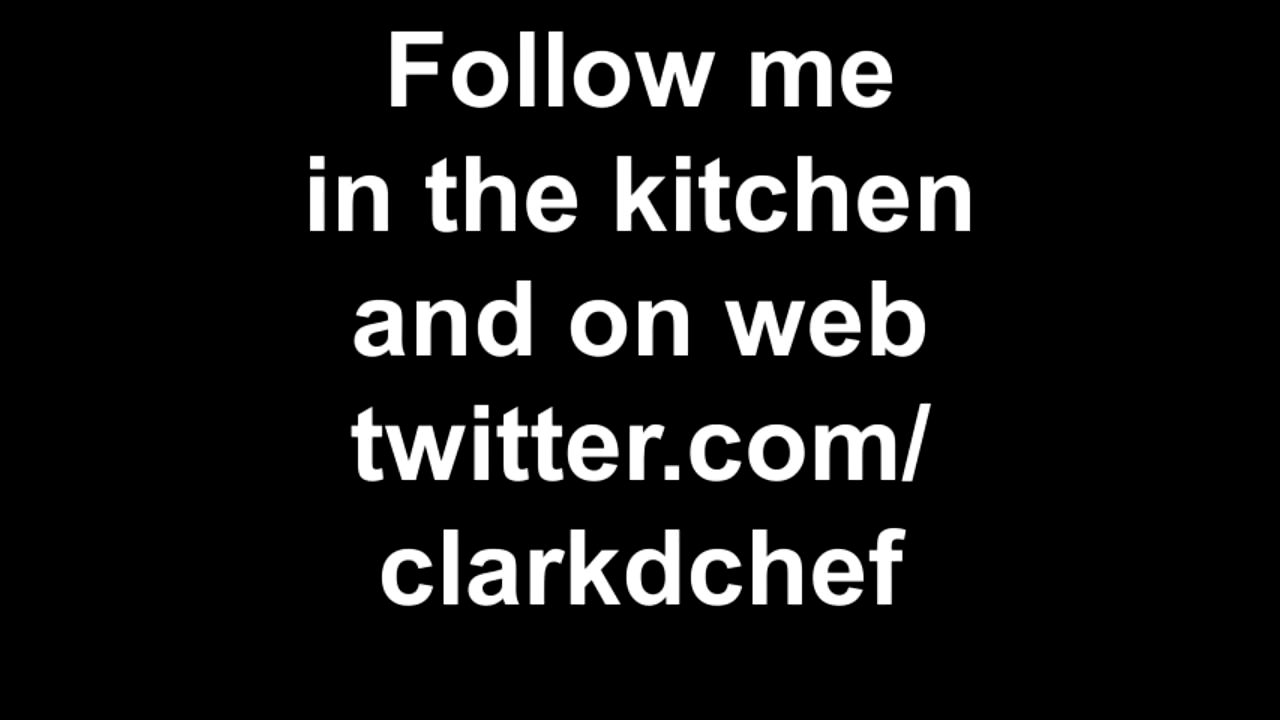 Follow me
in the kitchen
and on web
twitter.com/
clarkdchef